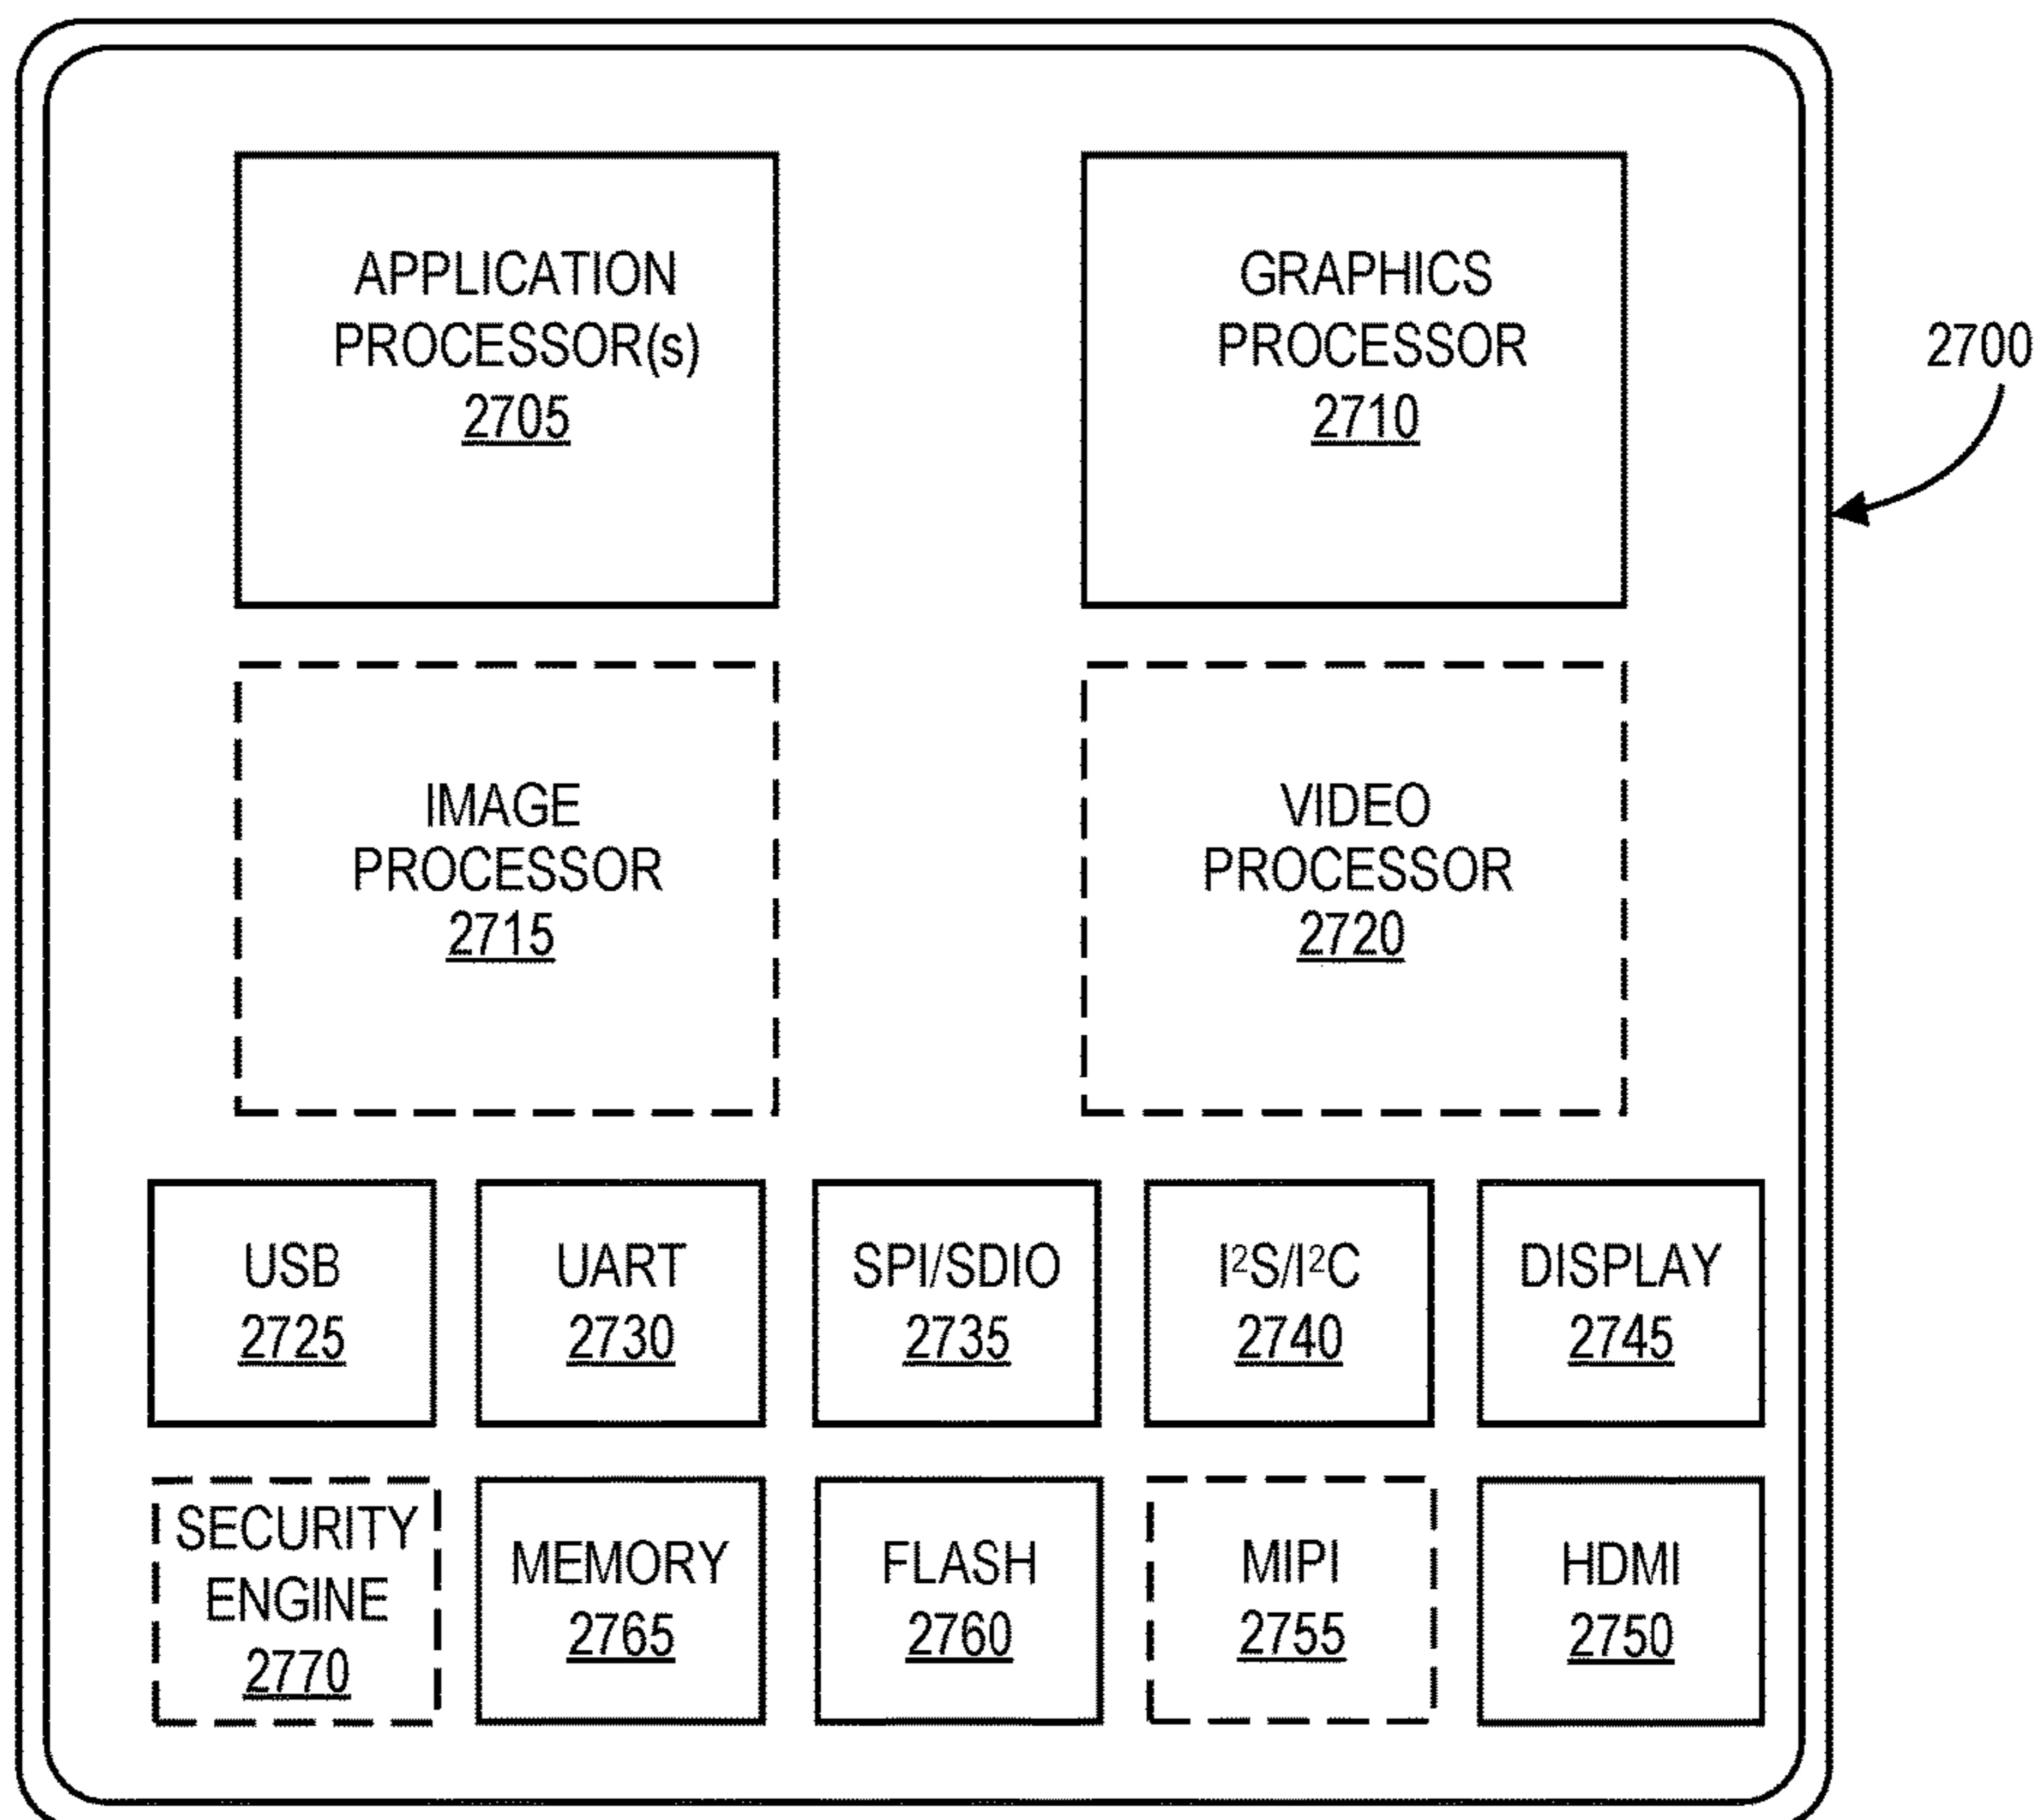 APPLICATION
PROCESSOR(s)
2705
GRAPHICS
PROCESSOR
2710
2700
IMAGE
PROCESSOR
2715
VIDEO
PROCESSOR
2720
USB
2725
UART
2730
SPI/SDIO
2735
I²S/I²C
2740
DISPLAY
2745
SECURITY
ENGINE
2770
MEMORY
2765
FLASH
2760
MIPI
2755
HDMI
2750